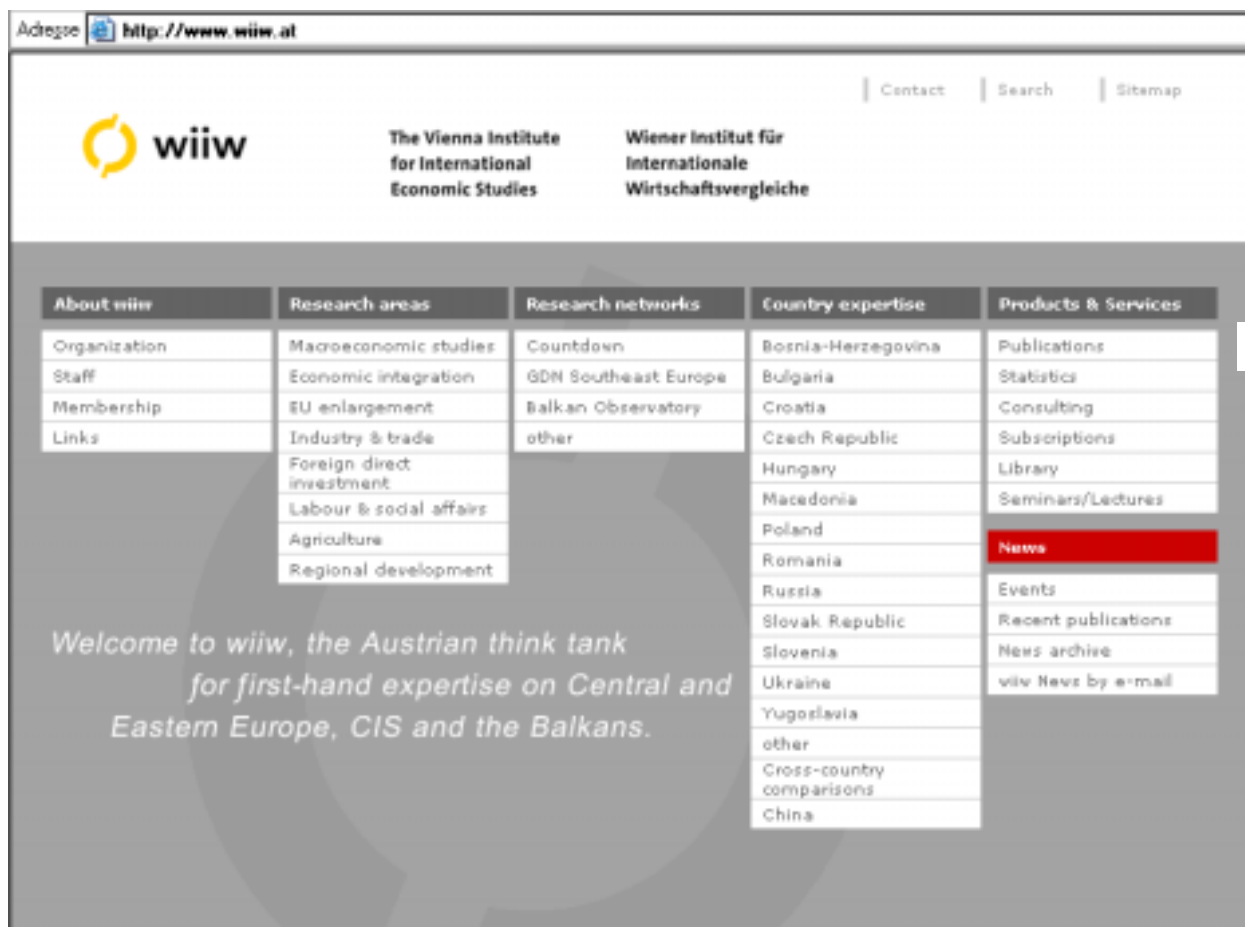 Adresse http://www.wiiw.at
Contact
Search
Sitemap
wiiw
The Vienna Institute
for International
Economic Studies
Wiener Institut für
Internationale
Wirtschaftsvergleiche
About wiiw
Organization
Staff
Membership
Links
Research areas
Macroeconomic studies
Economic integration
EU enlargement
Industry & trade
Foreign direct
investment
Labour & social affairs
Agriculture
Regional development
Research networks
Countdown
GDN Southeast Europe
Balkan Observatory
other
Country expertise
Bosnia-Herzegovina
Bulgaria
Croatia
Czech Republic
Hungary
Macedonia
Poland
Romania
Russia
Slovak Republic
Slovenia
Ukraine
Yugoslavia
other
Cross-country
comparisons
China
Products & Services
Publications
Statistics
Consulting
Subscriptions
Library
Seminars/Lectures
News
Events
Recent publications
News archive
wiiw News by e-mail
Welcome to wiiw, the Austrian think tank
for first-hand expertise on Central and
Eastern Europe, CIS and the Balkans.